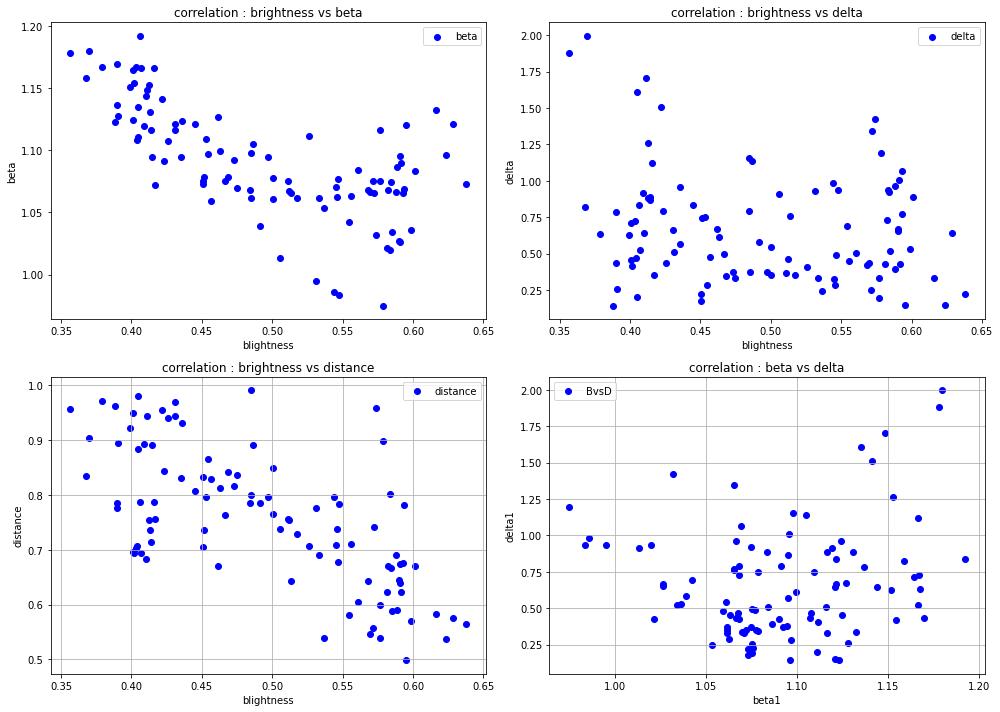 correlation : brightness vs beta
beta
1.20
1.15
1.10
1.05
1.00
beta
0.35 0.40 0.45 0.50 0.55 0.60 0.65
blightness
correlation : brightness vs delta
delta
2.00
1.75
1.50
1.25
1.00
0.75
0.50
0.25
delta
0.35 0.40 0.45 0.50 0.55 0.60 0.65
blightness
correlation : brightness vs distance
distance
1.0
0.9
0.8
0.7
0.6
0.5
distance
0.35 0.40 0.45 0.50 0.55 0.60 0.65
blightness
correlation : beta vs delta
BvsD
2.00
1.75
1.50
1.25
1.00
0.75
0.50
0.25
delta1
1.00 1.05 1.10 1.15 1.20
beta1